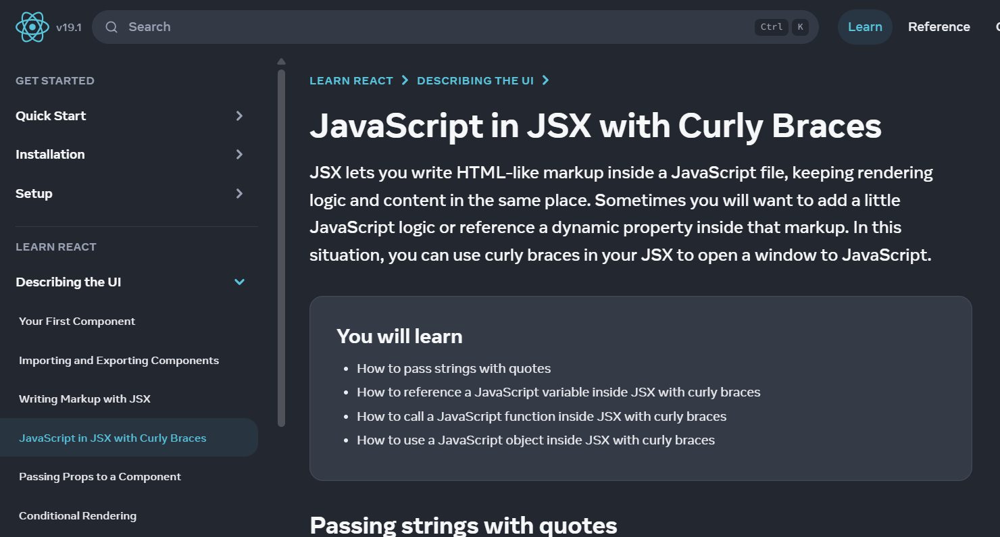 v19.1
Search
Ctrl K
Learn
Reference
GET STARTED
Quick Start
Installation
Setup
LEARN REACT
Describing the UI
Your First Component
Importing and Exporting Components
Writing Markup with JSX
JavaScript in JSX with Curly Braces
Passing Props to a Component
Conditional Rendering
LEARN REACT
DESCRIBING THE UI
JavaScript in JSX with Curly Braces
JSX lets you write HTML-like markup inside a JavaScript file, keeping rendering
logic and content in the same place. Sometimes you will want to add a little
JavaScript logic or reference a dynamic property inside that markup. In this
situation, you can use curly braces in your JSX to open a window to JavaScript.
You will learn
• How to pass strings with quotes
• How to reference a JavaScript variable inside JSX with curly braces
• How to call a JavaScript function inside JSX with curly braces
• How to use a JavaScript object inside JSX with curly braces
Passing strings with quotes